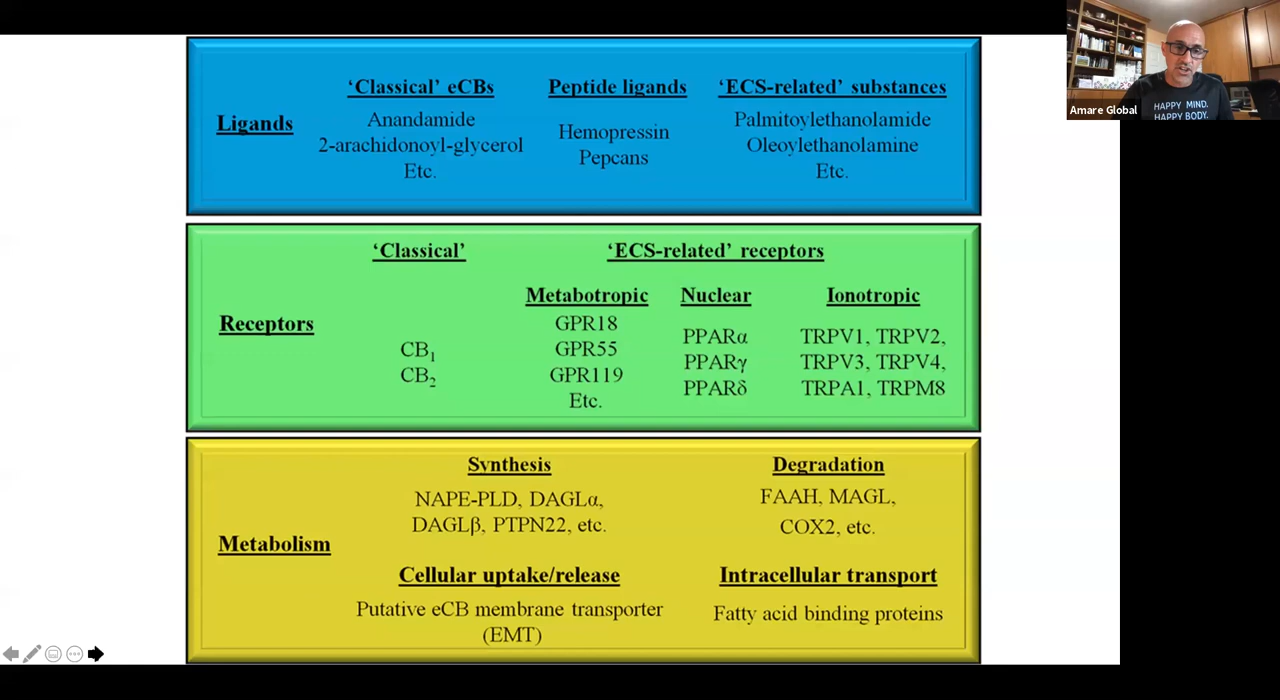 ‘Classical’ eCBs
Peptide ligands
‘ECS-related’ substances
Ligands
Anandamide
2-arachidonoyl-glycerol
Etc.
Hemopressin
Pepcans
Palmitoylethanolamide
Oleoylethanolamine
Etc.
Receptors
‘Classical’
CB₁
CB₂
‘ECS-related’ receptors
Metabotropic
GPR18
GPR55
GPR119
Etc.
Nuclear
PPARα
PPARγ
PPARδ
Ionotropic
TRPV1, TRPV2,
TRPV3, TRPV4,
TRPA1, TRPM8
Metabolism
Synthesis
NAPE-PLD, DAGLα,
DAGLβ, PTPN22, etc.
Degradation
FAAH, MAGL,
COX2, etc.
Cellular uptake/release
Putative eCB membrane transporter
(EMT)
Intracellular transport
Fatty acid binding proteins
Amare Global
HAPPY MIND.
HAPPY BODY.